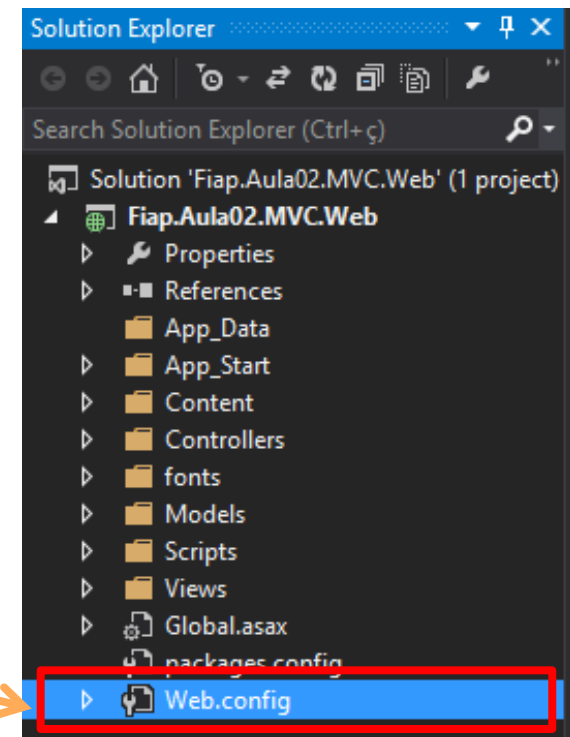 Solution Explorer
Search Solution Explorer (Ctrl+ç)
Solution 'Fiap.Aula02.MVC.Web' (1 project)
Fiap.Aula02.MVC.Web
Properties
References
App_Data
App_Start
Content
Controllers
fonts
Models
Scripts
Views
Global.asax
packages.config
Web.config